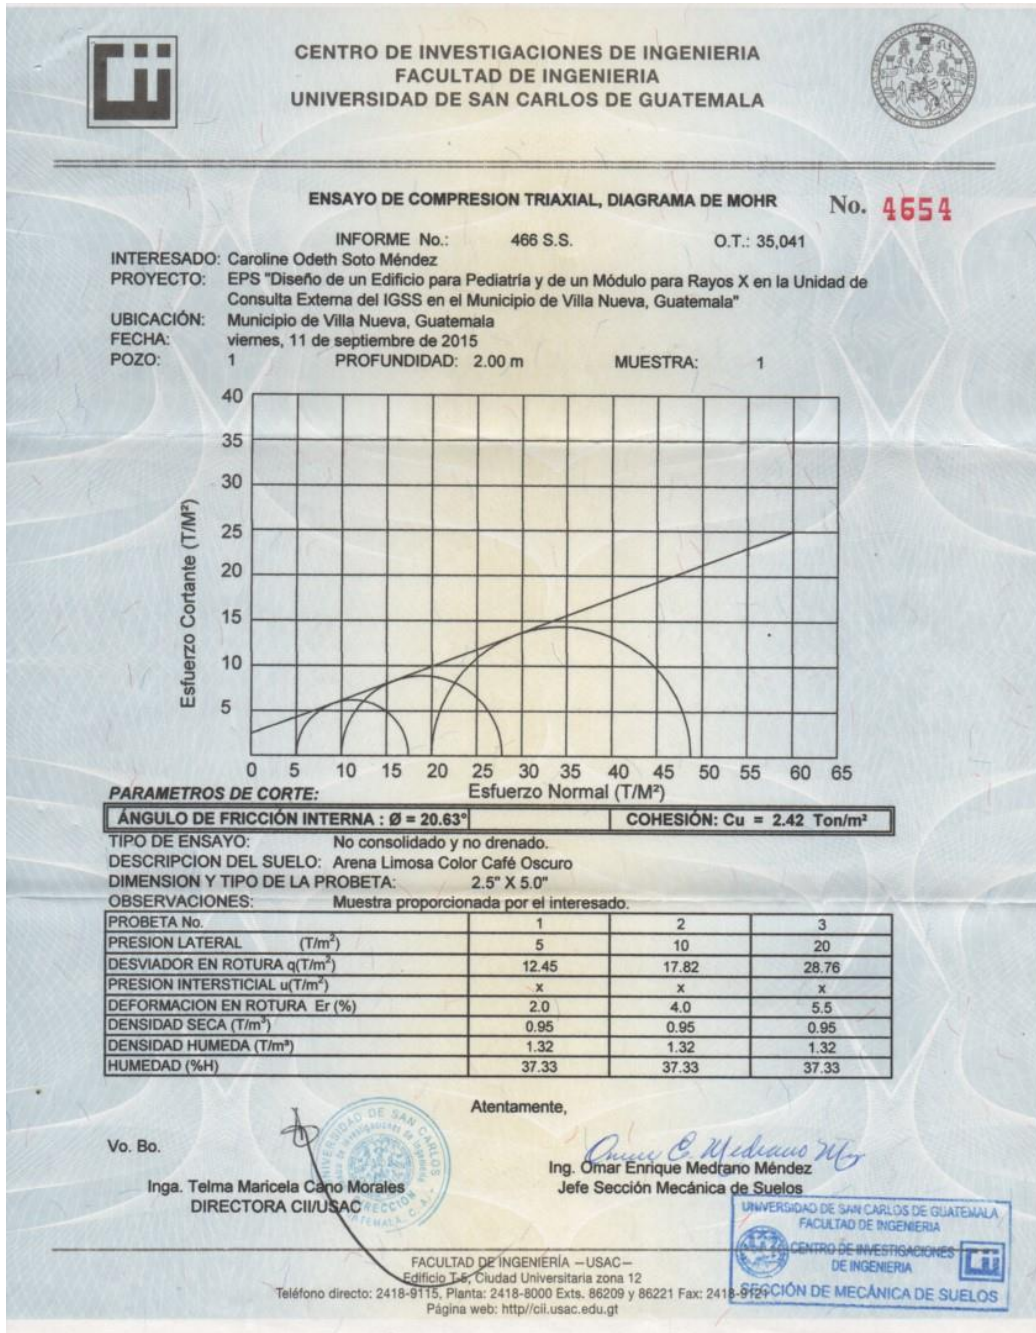 Cii
CENTRO DE INVESTIGACIONES DE INGENIERIA
FACULTAD DE INGENIERIA
UNIVERSIDAD DE SAN CARLOS DE GUATEMALA
ENSAYO DE COMPRESION TRIAXIAL, DIAGRAMA DE MOHR No. 4654
INFORME No.: 466 S.S. O.T.: 35,041
INTERESADO: Caroline Odeth Soto Méndez
PROYECTO: EPS "Diseño de un Edificio para Pediatría y de un Módulo para Rayos X en la Unidad de
Consulta Externa del IGSS en el Municipio de Villa Nueva, Guatemala"
UBICACIÓN: Municipio de Villa Nueva, Guatemala
FECHA: viernes, 11 de septiembre de 2015
POZO: 1 PROFUNDIDAD: 2.00 m MUESTRA: 1
Esfuerzo Cortante (T/M²)
40
35
30
25
20
15
10
5
0 5 10 15 20 25 30 35 40 45 50 55 60 65
Esfuerzo Normal (T/M²)
PARAMETROS DE CORTE:
ÁNGULO DE FRICCIÓN INTERNA : Ø = 20.63° COHESIÓN: Cu = 2.42 Ton/m²
TIPO DE ENSAYO: No consolidado y no drenado.
DESCRIPCION DEL SUELO: Arena Limosa Color Café Oscuro
DIMENSION Y TIPO DE LA PROBETA: 2.5" X 5.0"
OBSERVACIONES: Muestra proporcionada por el interesado.
PROBETA No. 1 2 3
PRESION LATERAL (T/m²) 5 10 20
DESVIADOR EN ROTURA q(T/m²) 12.45 17.82 28.76
PRESION INTERSTICIAL u(T/m²) x x x
DEFORMACION EN ROTURA Er (%) 2.0 4.0 5.5
DENSIDAD SECA (T/m³) 0.95 0.95 0.95
DENSIDAD HUMEDA (T/m³) 1.32 1.32 1.32
HUMEDAD (%H) 37.33 37.33 37.33
Atentamente,
Vo. Bo.
Ing. Omar Enrique Medrano Méndez
Jefe Sección Mecánica de Suelos
Inga. Telma Maricela Cano Morales
DIRECTORA CII/USAC
UNIVERSIDAD DE SAN CARLOS DE GUATEMALA
FACULTAD DE INGENIERIA
CENTRO DE INVESTIGACIONES
DE INGENIERIA
SECCIÓN DE MECÁNICA DE SUELOS
FACULTAD DE INGENIERÍA —USAC—
Edificio T-5, Ciudad Universitaria zona 12
Teléfono directo: 2418-9115, Planta: 2418-8000 Exts. 86209 y 86221 Fax: 2418-9121
Página web: http//cii.usac.edu.gt